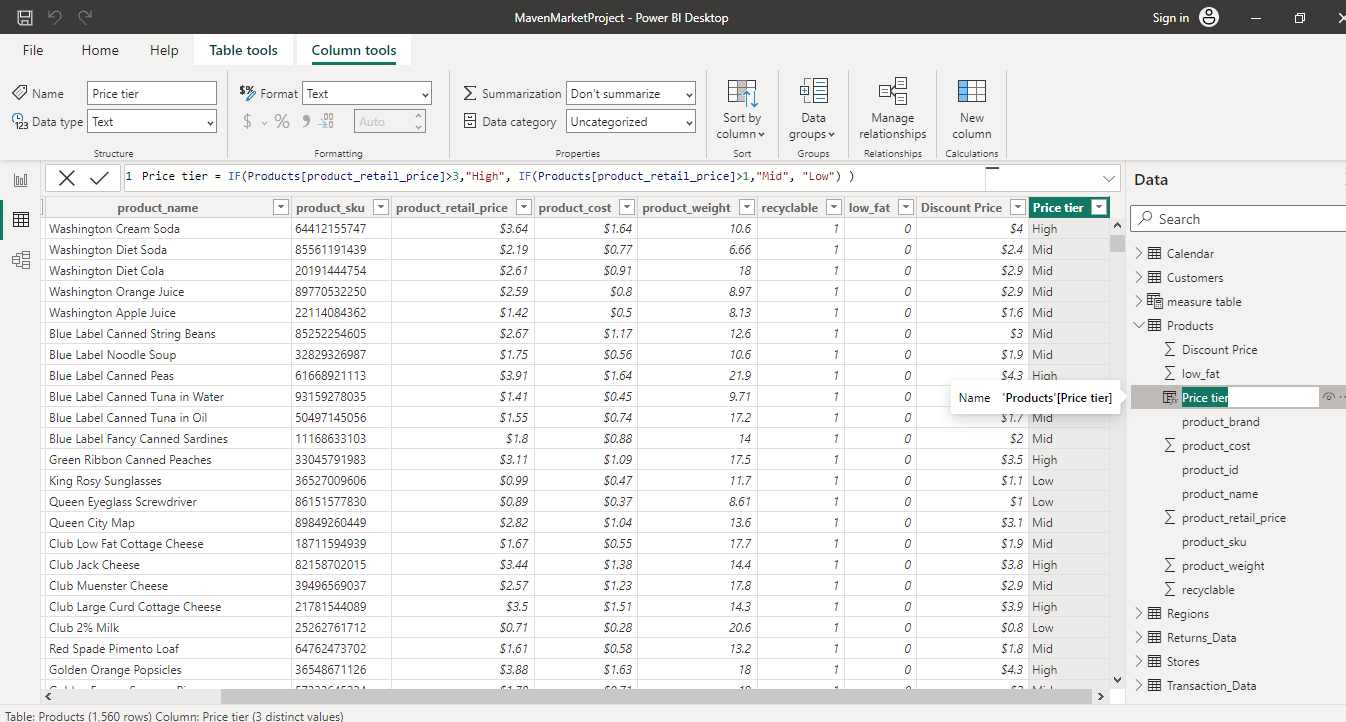 MavenMarketProject - Power BI Desktop
Sign in
File Home Help Table tools Column tools
Name Price tier
Data type Text
Structure
$% Format Text
$ % Auto
Formatting
Summarization Don't summarize
Data category Uncategorized
Properties
Sort by
column
Sort
Data
groups
Groups
Manage
relationships
Relationships
New
column
Calculations
1 Price tier = IF(Products[product_retail_price]>3,"High", IF(Products[product_retail_price]>1,"Mid", "Low") )
product_name product_sku product_retail_price product_cost product_weight recyclable low_fat Discount Price Price tier
Washington Cream Soda 64412155747 $3.64 $1.64 10.6 1 0 $4 High
Washington Diet Soda 85561191439 $2.19 $0.77 6.66 1 0 $2.4 Mid
Washington Diet Cola 20191444754 $2.61 $0.91 18 1 0 $2.9 Mid
Washington Orange Juice 89770532250 $2.59 $0.8 8.97 1 0 $2.9 Mid
Washington Apple Juice 22114084362 $1.42 $0.5 8.13 1 0 $1.6 Mid
Blue Label Canned String Beans 85252254605 $2.67 $1.17 12.6 1 0 $3 Mid
Blue Label Noodle Soup 32829326987 $1.75 $0.56 10.6 1 0 $1.9 Mid
Blue Label Canned Peas 61668921113 $3.91 $1.64 21.9 1 0 $4.3 High
Blue Label Canned Tuna in Water 93159278035 $1.41 $0.45 9.71 1
Blue Label Canned Tuna in Oil 50497145056 $1.55 $0.74 17.2 1 0 $1.7 Mid
Blue Label Fancy Canned Sardines 11168633103 $1.8 $0.88 14 1 0 $2 Mid
Green Ribbon Canned Peaches 33045791983 $3.11 $1.09 17.5 1 0 $3.5 High
King Rosy Sunglasses 36527009606 $0.99 $0.47 11.7 1 0 $1.1 Low
Queen Eyeglass Screwdriver 86151577830 $0.89 $0.37 8.61 1 0 $1 Low
Queen City Map 89849260449 $2.82 $1.04 13.6 1 0 $3.1 Mid
Club Low Fat Cottage Cheese 18711594939 $1.67 $0.55 17.7 1 0 $1.9 Mid
Club Jack Cheese 82158702015 $3.44 $1.38 14.4 1 0 $3.8 High
Club Muenster Cheese 39496569037 $2.57 $1.23 17.8 1 0 $2.9 Mid
Club Large Curd Cottage Cheese 21781544089 $3.5 $1.51 14.3 1 0 $3.9 High
Club 2% Milk 25262761712 $0.71 $0.28 20.6 1 0 $0.8 Low
Red Spade Pimento Loaf 64762473702 $1.61 $0.58 13.2 1 0 $1.8 Mid
Golden Orange Popsicles 36548671126 $3.88 $1.63 18 1 0 $4.3 High
Name 'Products'[Price tier]
Data
Search
Calendar
Customers
measure table
Products
Discount Price
low_fat
Price tier
product_brand
product_cost
product_id
product_name
product_retail_price
product_sku
product_weight
recyclable
Regions
Returns_Data
Stores
Transaction_Data
Table: Products (1,560 rows) Column: Price tier (3 distinct values)